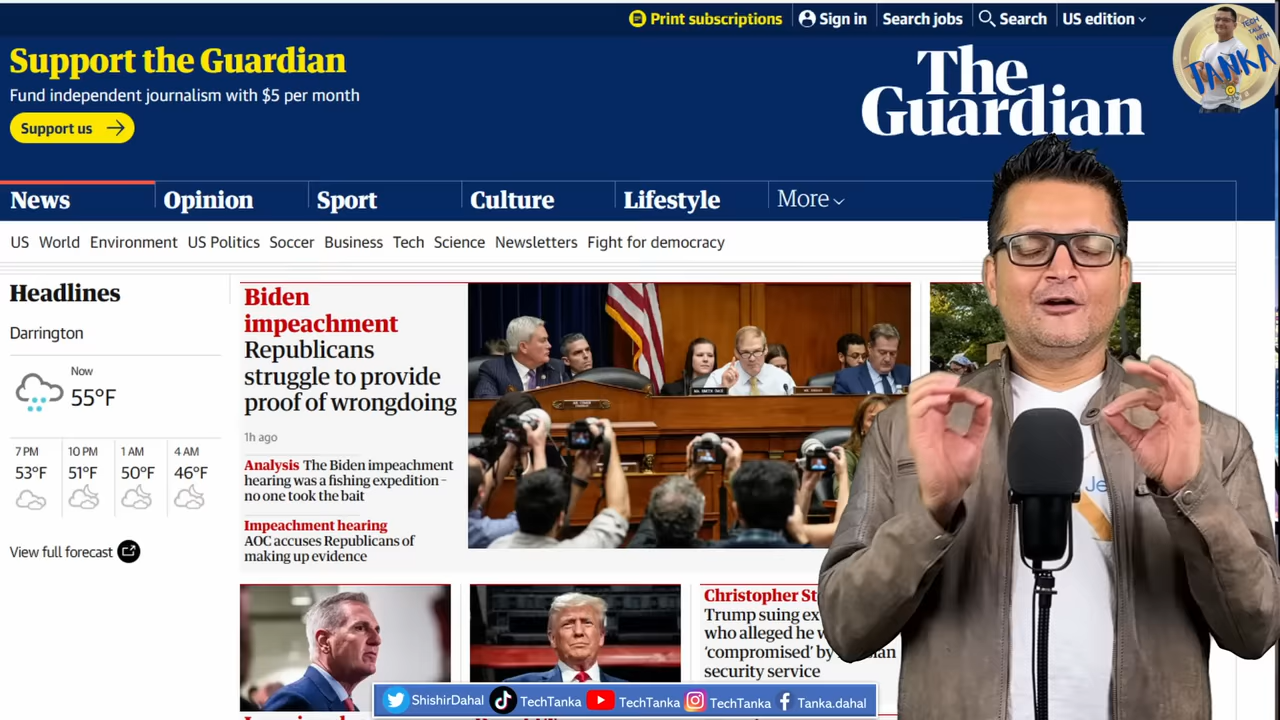 Print subscriptions
Sign in
Search jobs
Search
US edition
TECH
TALK
WITH
TANKA
Support the Guardian
Fund independent journalism with $5 per month
Support us
The
Guardian
News
Opinion
Sport
Culture
Lifestyle
More
US World Environment US Politics Soccer Business Tech Science Newsletters Fight for democracy
Headlines
Darrington
Now
55°F
7 PM 10 PM 1 AM 4 AM
53°F 51°F 50°F 46°F
View full forecast
Biden
impeachment
Republicans
struggle to provide
proof of wrongdoing
1h ago
Analysis The Biden impeachment
hearing was a fishing expedition –
no one took the bait
Impeachment hearing
AOC accuses Republicans of
making up evidence
Christopher
Trump suing
who alleged he
'compromised' by
security service
Je
ShishirDahal TechTanka TechTanka TechTanka Tanka.dahal